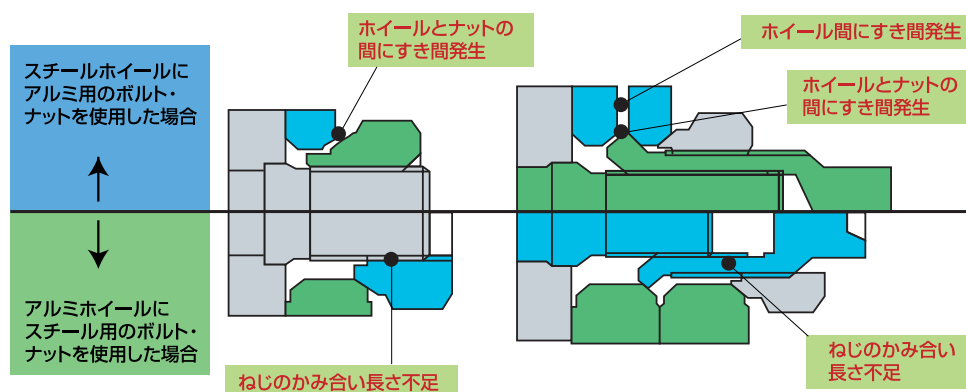 スチールホイールに
アルミ用のボルト・
ナットを使用した場合
アルミホイールに
スチール用のボルト・
ナットを使用した場合
ホイールとナットの
間にすき間発生
ねじのかみ合い長さ不足
ホイール間にすき間発生
ホイールとナットの
間にすき間発生
ねじのかみ合い
長さ不足